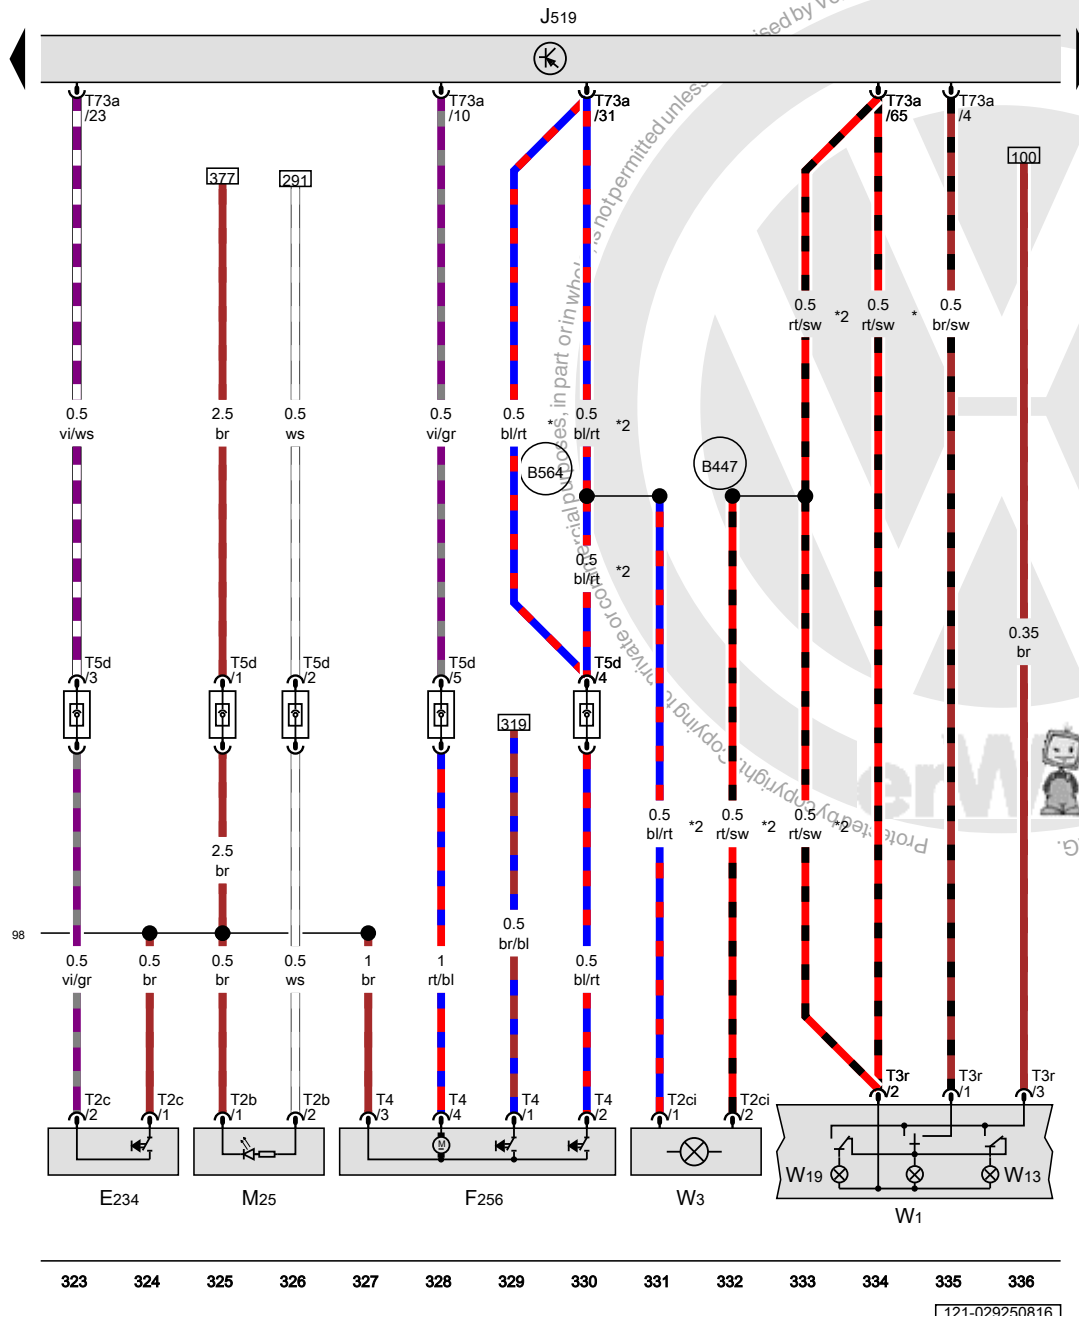 J519
T73a
/23
T73a
/10
T73a
/31
T73a
/65
T73a
/4
377
291
100
0.5
rt/sw
*2
0.5
rt/sw
*
0.5
br/sw
0.5
vi/ws
2.5
br
0.5
ws
0.5
vi/gr
0.5
bl/rt
*
0.5
bl/rt
*2
B564
B447
0.5
bl/rt
*2
0.35
br
T5d
/3
T5d
/1
T5d
/2
T5d
/5
T5d
/4
319
0.5
bl/rt
*2
0.5
rt/sw
*2
0.5
rt/sw
*2
2.5
br
0.5
br/bl
98
0.5
vi/gr
0.5
br
0.5
br
0.5
ws
1
br
1
rt/bl
0.5
bl/rt
T2c
/2
T2c
/1
T2b
/1
T2b
/2
T4
/3
T4
/4
T4
/1
T4
/2
T2ci
/1
T2ci
/2
T3r
/2
T3r
/1
T3r
/3
M
W19
W13
E234
M25
F256
W3
W1
323 324 325 326 327 328 329 330 331 332 333 334 335 336
121-029250816